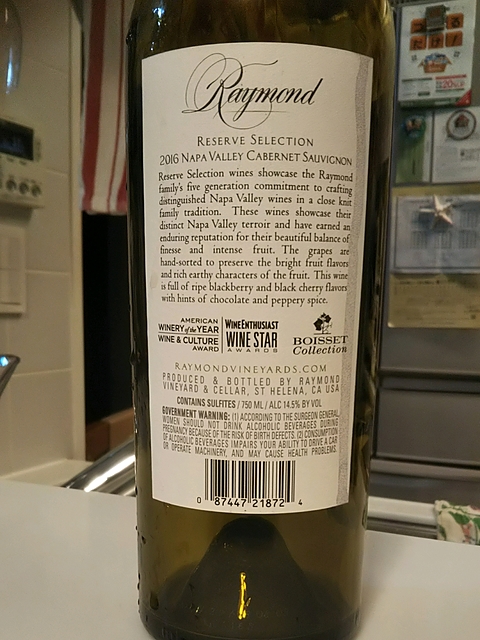 Raymond
RESERVE SELECTION
2016 NAPA VALLEY CABERNET SAUVIGNON
Reserve Selection wines showcase the Raymond
family's five generation commitment to crafting
distinguished Napa Valley wines in a close knit
family tradition. These wines showcase their
distinct Napa Valley terroir and have earned an
enduring reputation for their beautiful balance of
finesse and intense fruit. The grapes are
hand-sorted to preserve the bright fruit flavors
and rich earthy characters of the fruit. This wine
is full of ripe blackberry and black cherry flavors
with hints of chocolate and peppery spice.
AMERICAN
WINERY of the YEAR
WINE & CULTURE
AWARD
WINE ENTHUSIAST
WINE STAR
AWARDS
BOISSET
Collection
RAYMONDVINEYARDS.COM
PRODUCED & BOTTLED BY RAYMOND
VINEYARD & CELLAR, ST HELENA, CA USA
CONTAINS SULFITES / 750 ML / ALC 14.5% BY VOL
GOVERNMENT WARNING: (1) ACCORDING TO THE SURGEON GENERAL,
WOMEN SHOULD NOT DRINK ALCOHOLIC BEVERAGES DURING
PREGNANCY BECAUSE OF THE RISK OF BIRTH DEFECTS. (2) CONSUMPTION
OF ALCOHOLIC BEVERAGES IMPAIRS YOUR ABILITY TO DRIVE A CAR
OR OPERATE MACHINERY, AND MAY CAUSE HEALTH PROBLEMS.
0 87447 21872 4